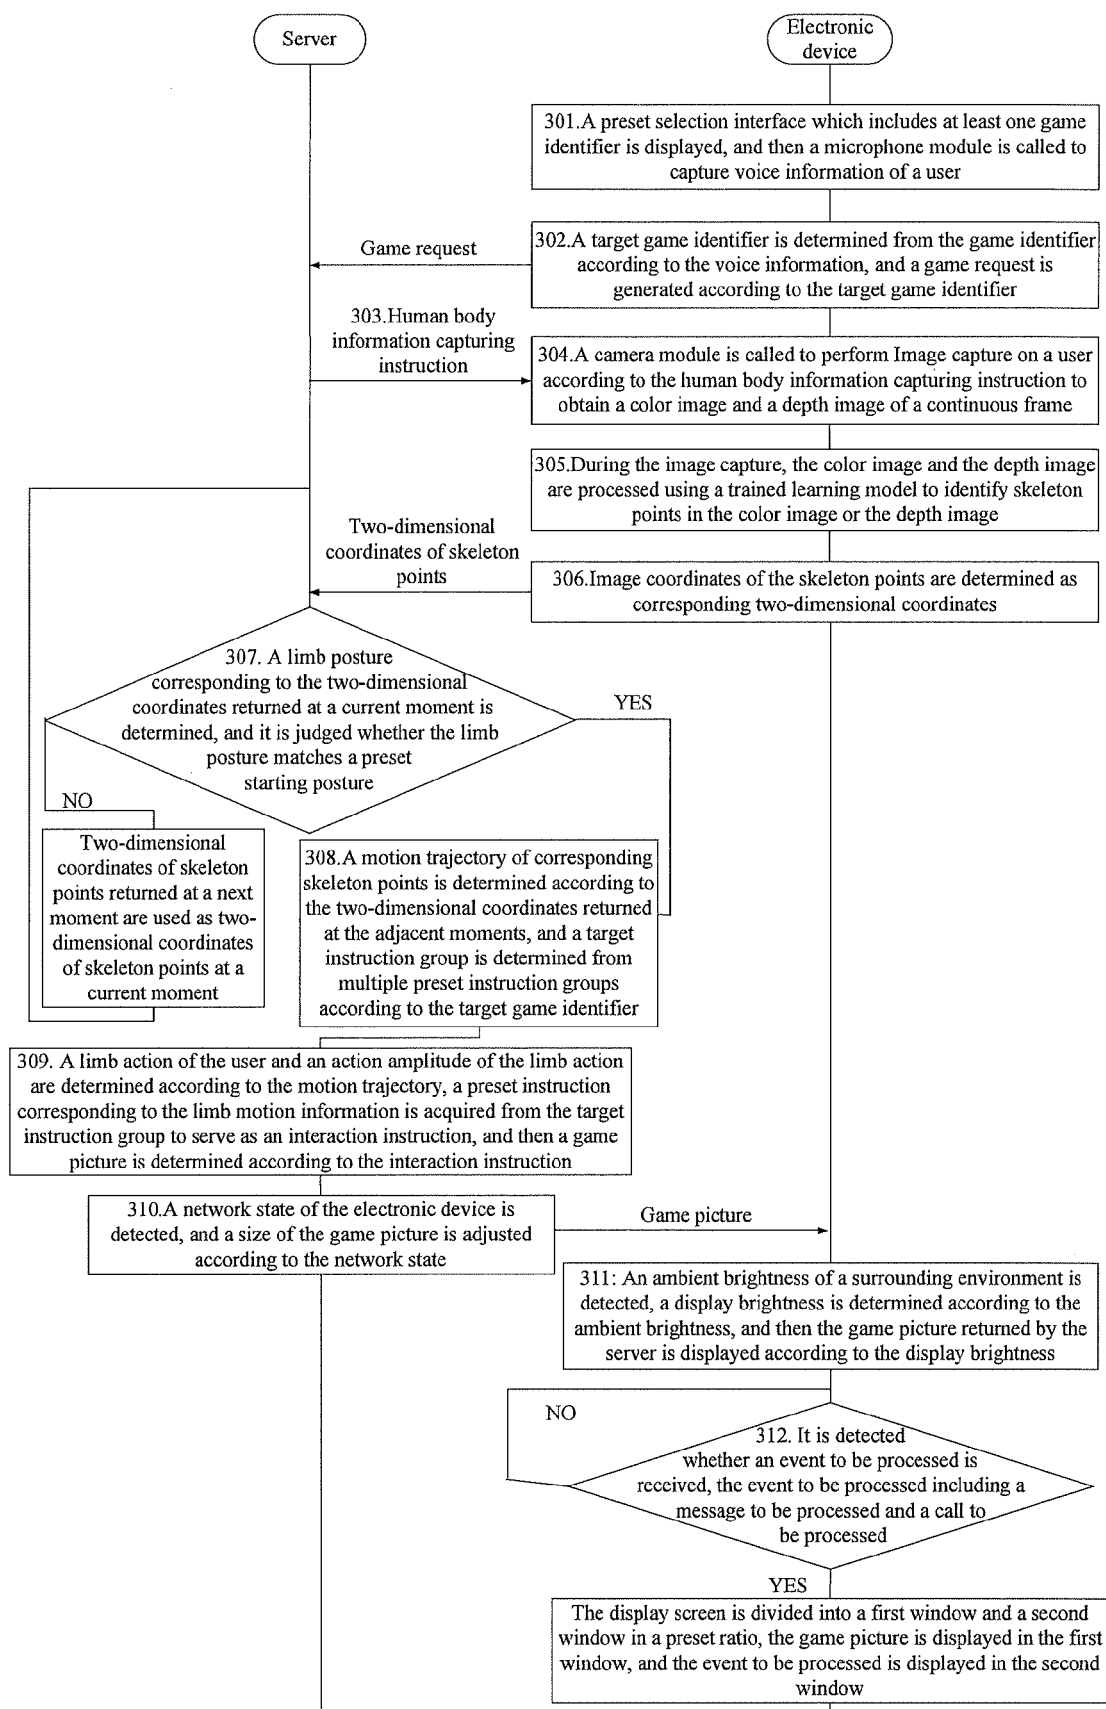 Server
Electronic
device
301.A preset selection interface which includes at least one game
identifier is displayed, and then a microphone module is called to
capture voice information of a user
Game request
302.A target game identifier is determined from the game identifier
according to the voice information, and a game request is
generated according to the target game identifier
303.Human body
information capturing
instruction
304.A camera module is called to perform Image capture on a user
according to the human body information capturing instruction to
obtain a color image and a depth image of a continuous frame
305.During the image capture, the color image and the depth image
are processed using a trained learning model to identify skeleton
points in the color image or the depth image
Two-dimensional
coordinates of skeleton
points
306.Image coordinates of the skeleton points are determined as
corresponding two-dimensional coordinates
307. A limb posture
corresponding to the two-dimensional
coordinates returned at a current moment is
determined, and it is judged whether the limb
posture matches a preset
starting posture
YES
NO
Two-dimensional
coordinates of skeleton
points returned at a next
moment are used as two-
dimensional coordinates
of skeleton points at a
current moment
308.A motion trajectory of corresponding
skeleton points is determined according to
the two-dimensional coordinates returned
at the adjacent moments, and a target
instruction group is determined from
multiple preset instruction groups
according to the target game identifier
309. A limb action of the user and an action amplitude of the limb action
are determined according to the motion trajectory, a preset instruction
corresponding to the limb motion information is acquired from the target
instruction group to serve as an interaction instruction, and then a game
picture is determined according to the interaction instruction
310.A network state of the electronic device is
detected, and a size of the game picture is adjusted
according to the network state
Game picture
311: An ambient brightness of a surrounding environment is
detected, a display brightness is determined according to the
ambient brightness, and then the game picture returned by the
server is displayed according to the display brightness
NO
312. It is detected
whether an event to be processed is
received, the event to be processed including a
message to be processed and a call to
be processed
YES
The display screen is divided into a first window and a second
window in a preset ratio, the game picture is displayed in the first
window, and the event to be processed is displayed in the second
window